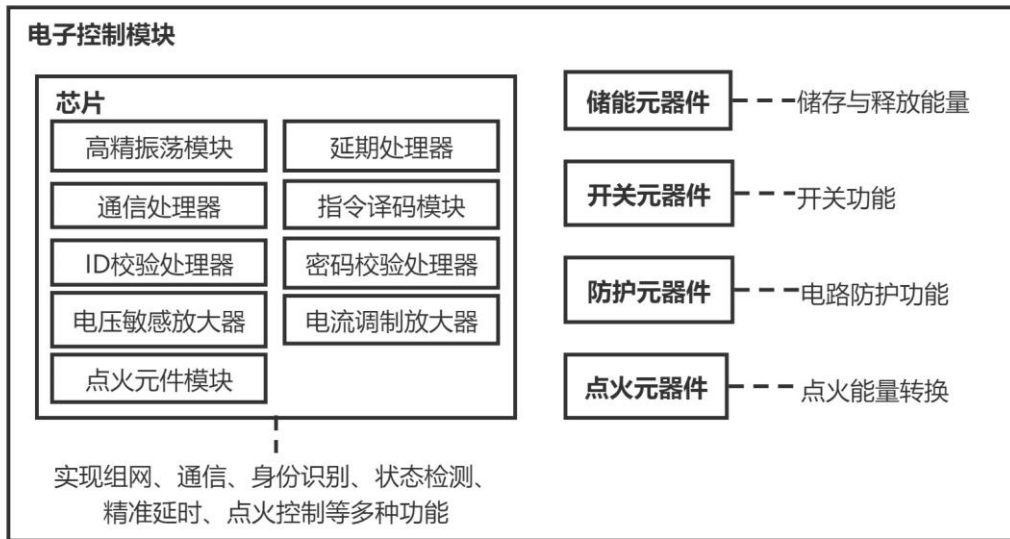 电子控制模块
芯片
高精振荡模块
延期处理器
通信处理器
指令译码模块
ID校验处理器
密码校验处理器
电压敏感放大器
电流调制放大器
点火元件模块
实现组网、通信、身份识别、状态检测、
精准延时、点火控制等多种功能
储能元器件
储存与释放能量
开关元器件
开关功能
防护元器件
电路防护功能
点火元器件
点火能量转换